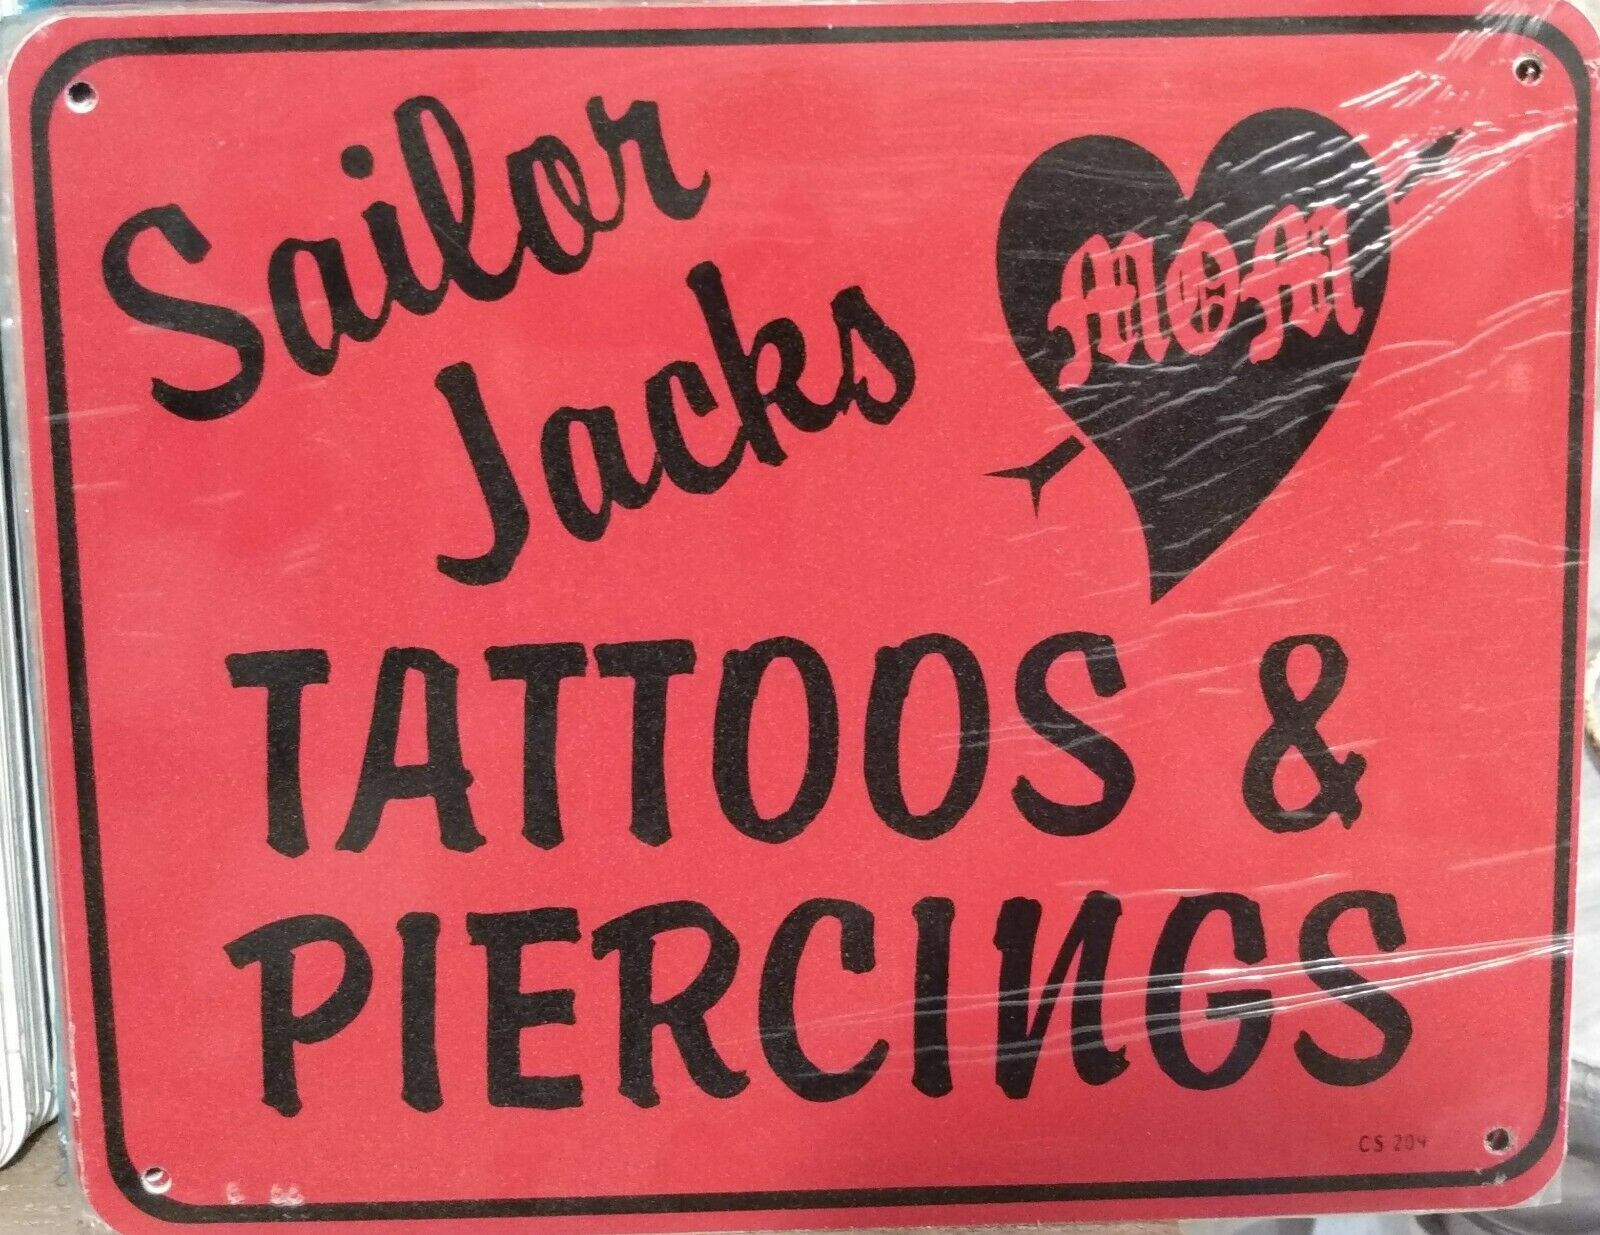 Sailor
Jacks
MOM
TATTOOS &
PIERCINGS
CS 204